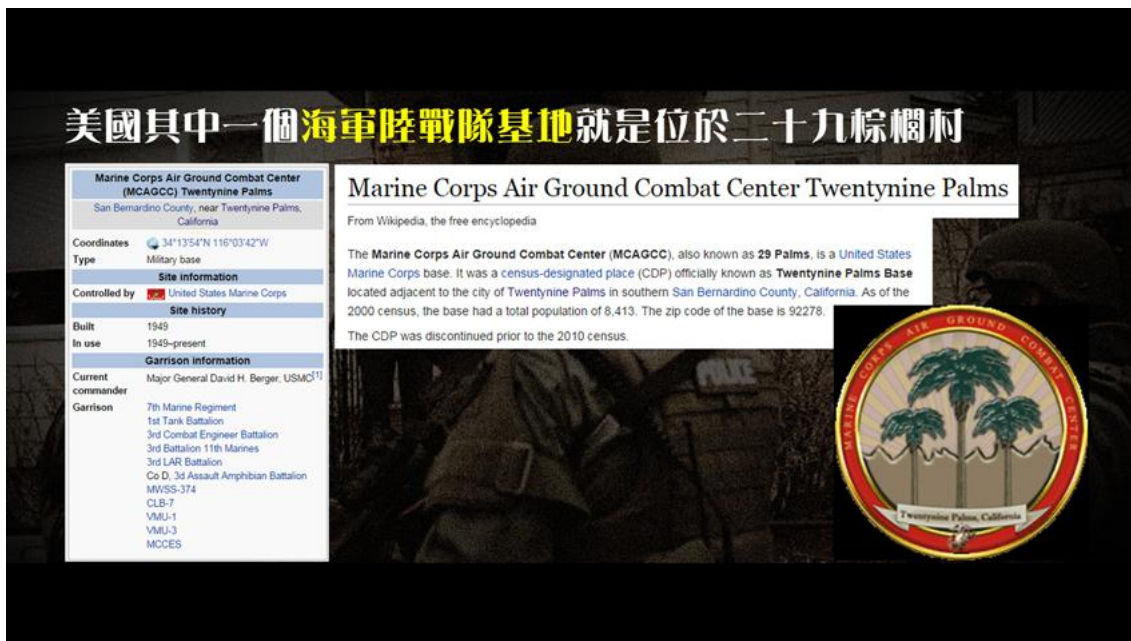 美國其中一個海軍陸戰隊基地就是位於二十九棕櫚村
Marine Corps Air Ground Combat Center
(MCAGCC) Twentynine Palms
San Bernardino County, near Twentynine Palms,
California
Coordinates 34°13′54″N 116°03′42″W
Type Military base
Site information
Controlled by United States Marine Corps
Site history
Built 1949
In use 1949–present
Garrison information
Current commander Major General David H. Berger, USMC[1]
Garrison 7th Marine Regiment
1st Tank Battalion
3rd Combat Engineer Battalion
3rd Battalion 11th Marines
3rd LAR Battalion
Co D, 3d Assault Amphibian Battalion
MWSS-374
CLB-7
VMU-1
VMU-3
MCCES
Marine Corps Air Ground Combat Center Twentynine Palms
From Wikipedia, the free encyclopedia
The Marine Corps Air Ground Combat Center (MCAGCC), also known as 29 Palms, is a United States
Marine Corps base. It was a census-designated place (CDP) officially known as Twentynine Palms Base
located adjacent to the city of Twentynine Palms in southern San Bernardino County, California. As of the
2000 census, the base had a total population of 8,413. The zip code of the base is 92278.
The CDP was discontinued prior to the 2010 census.
POLICE
MARINE CORPS AIR GROUND COMBAT CENTER
Twentynine Palms, California